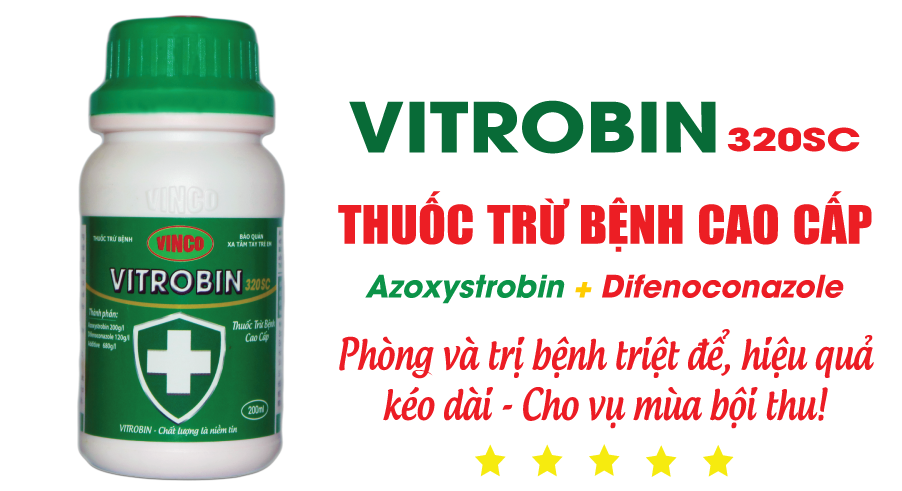 VINCO
THUỐC TRỪ BỆNH
VINCO
BẢO QUẢN
XA TẦM TAY TRẺ EM
VITROBIN 320SC
Thành phần:
Azoxystrobin 200g/l
Difenoconazole 120g/l
Additive 680g/l
Thuốc Trừ Bệnh
Cao Cấp
200ml
VITROBIN - Chất lượng là niềm tin
VITROBIN 320SC
THUỐC TRỪ BỆNH CAO CẤP
Azoxystrobin + Difenoconazole
Phòng và trị bệnh triệt để, hiệu quả
kéo dài - Cho vụ mùa bội thu!